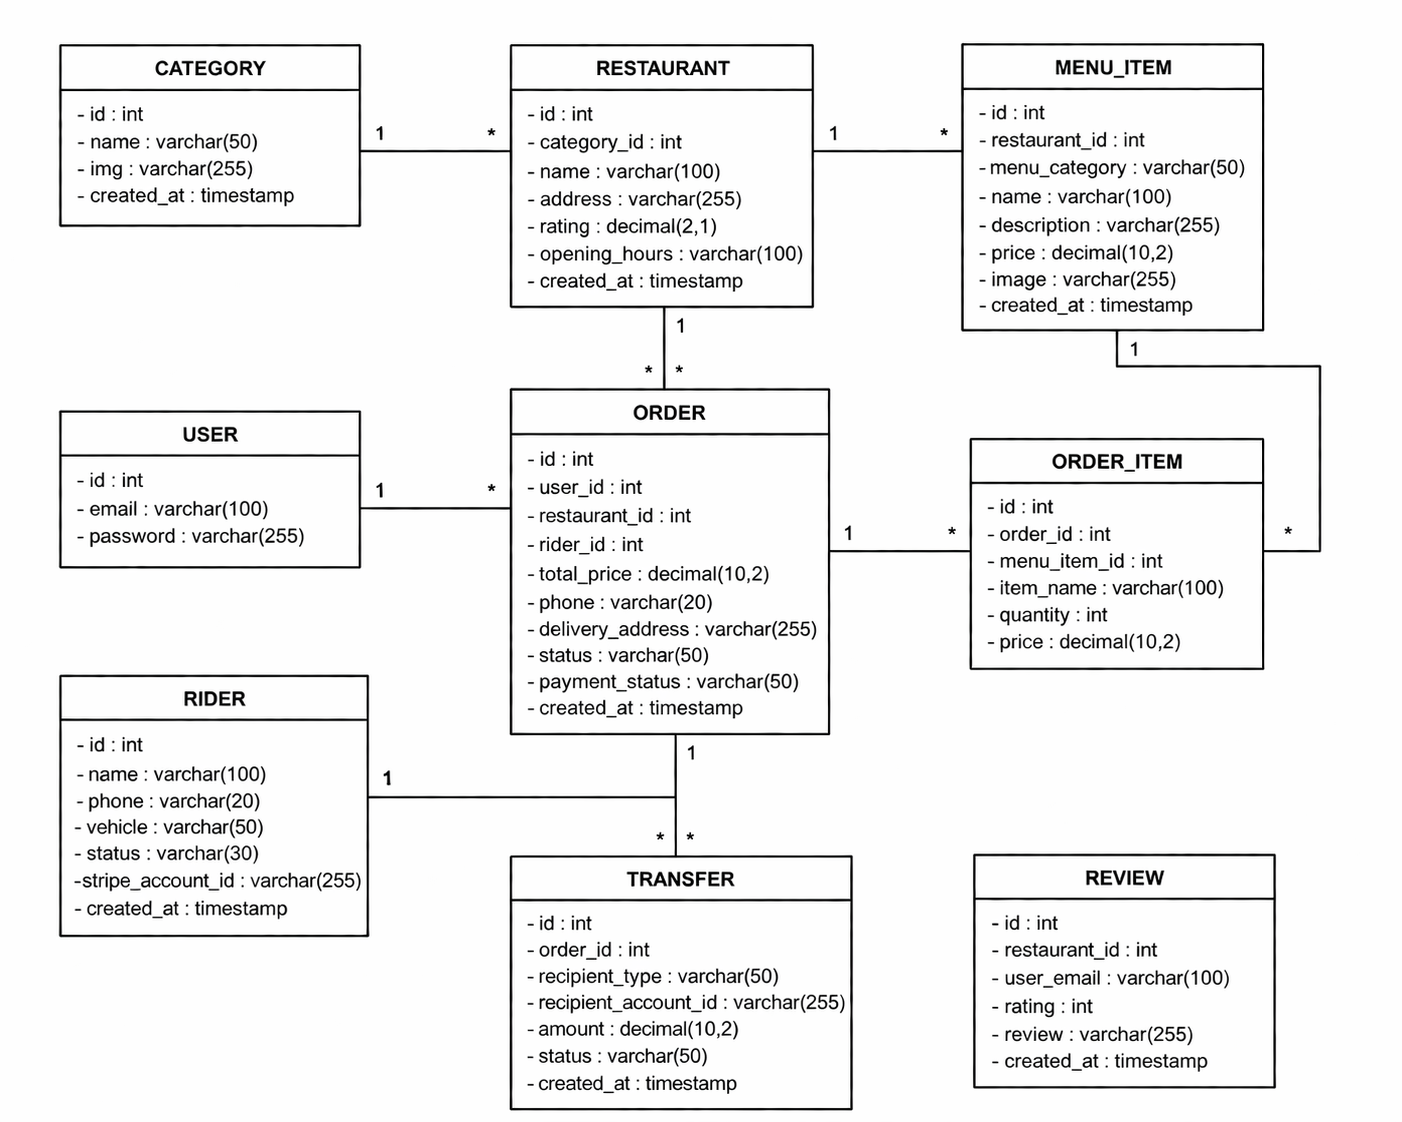 CATEGORY
- id : int
- name : varchar(50)
- img : varchar(255)
- created_at : timestamp
1
*
RESTAURANT
- id : int
- category_id : int
- name : varchar(100)
- address : varchar(255)
- rating : decimal(2,1)
- opening_hours : varchar(100)
- created_at : timestamp
1
*
MENU_ITEM
- id : int
- restaurant_id : int
- menu_category : varchar(50)
- name : varchar(100)
- description : varchar(255)
- price : decimal(10,2)
- image : varchar(255)
- created_at : timestamp
1
* *
1
USER
- id : int
- email : varchar(100)
- password : varchar(255)
1
*
ORDER
- id : int
- user_id : int
- restaurant_id : int
- rider_id : int
- total_price : decimal(10,2)
- phone : varchar(20)
- delivery_address : varchar(255)
- status : varchar(50)
- payment_status : varchar(50)
- created_at : timestamp
1
*
ORDER_ITEM
- id : int
- order_id : int
- menu_item_id : int
- item_name : varchar(100)
- quantity : int
- price : decimal(10,2)
*
RIDER
- id : int
- name : varchar(100)
- phone : varchar(20)
- vehicle : varchar(50)
- status : varchar(30)
-stripe_account_id : varchar(255)
- created_at : timestamp
1
1
* *
TRANSFER
- id : int
- order_id : int
- recipient_type : varchar(50)
- recipient_account_id : varchar(255)
- amount : decimal(10,2)
- status : varchar(50)
- created_at : timestamp
REVIEW
- id : int
- restaurant_id : int
- user_email : varchar(100)
- rating : int
- review : varchar(255)
- created_at : timestamp